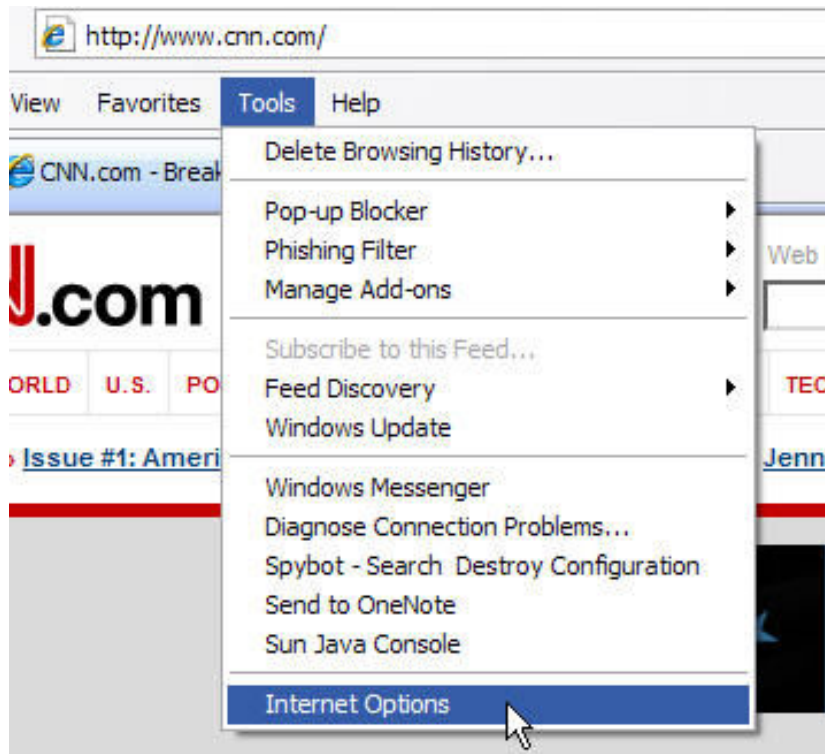 http://www.cnn.com/
View Favorites Tools Help
CNN.com - Break
Delete Browsing History...
Pop-up Blocker
Phishing Filter
Manage Add-ons
Web
.com
Subscribe to this Feed...
Feed Discovery
Windows Update
ORLD U.S. PO
TEC
» Issue #1: Ameri
Jenn
Windows Messenger
Diagnose Connection Problems...
Spybot - Search Destroy Configuration
Send to OneNote
Sun Java Console
Internet Options